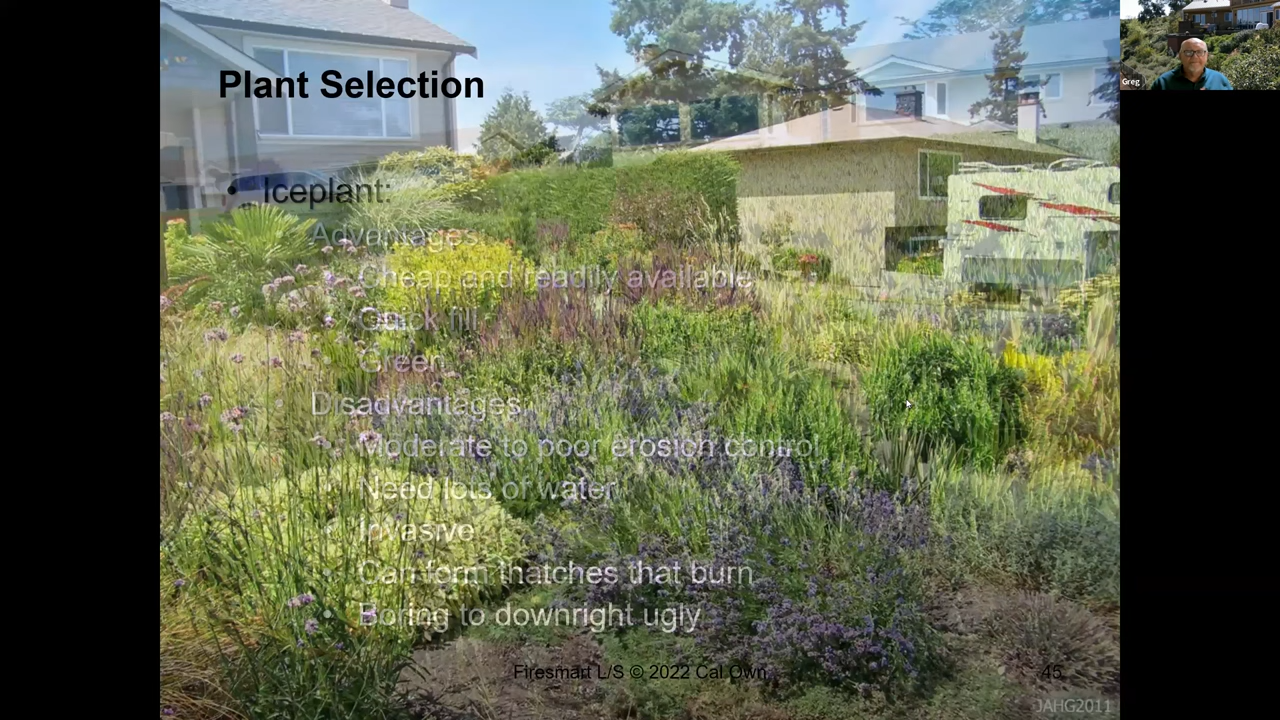 Greg
Plant Selection
Iceplant:
Advantages:
Cheap and readily available
Quick fill
Green
Disadvantages
Moderate to poor erosion control
Need lots of water
Invasive
Can form thatches that burn
Boring to downright ugly
Firesmart L/S © 2022 Cal Own
45
JAHG2011